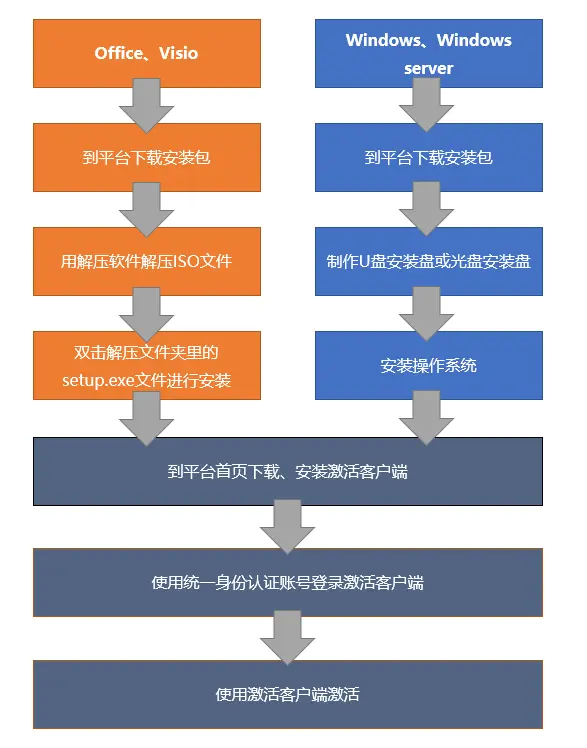 Office、Visio
到平台下载安装包
用解压软件解压ISO文件
双击解压文件夹里的
setup.exe文件进行安装
Windows、Windows
server
到平台下载安装包
制作U盘安装盘或光盘安装盘
安装操作系统
到平台首页下载、安装激活客户端
使用统一身份认证账号登录激活客户端
使用激活客户端激活